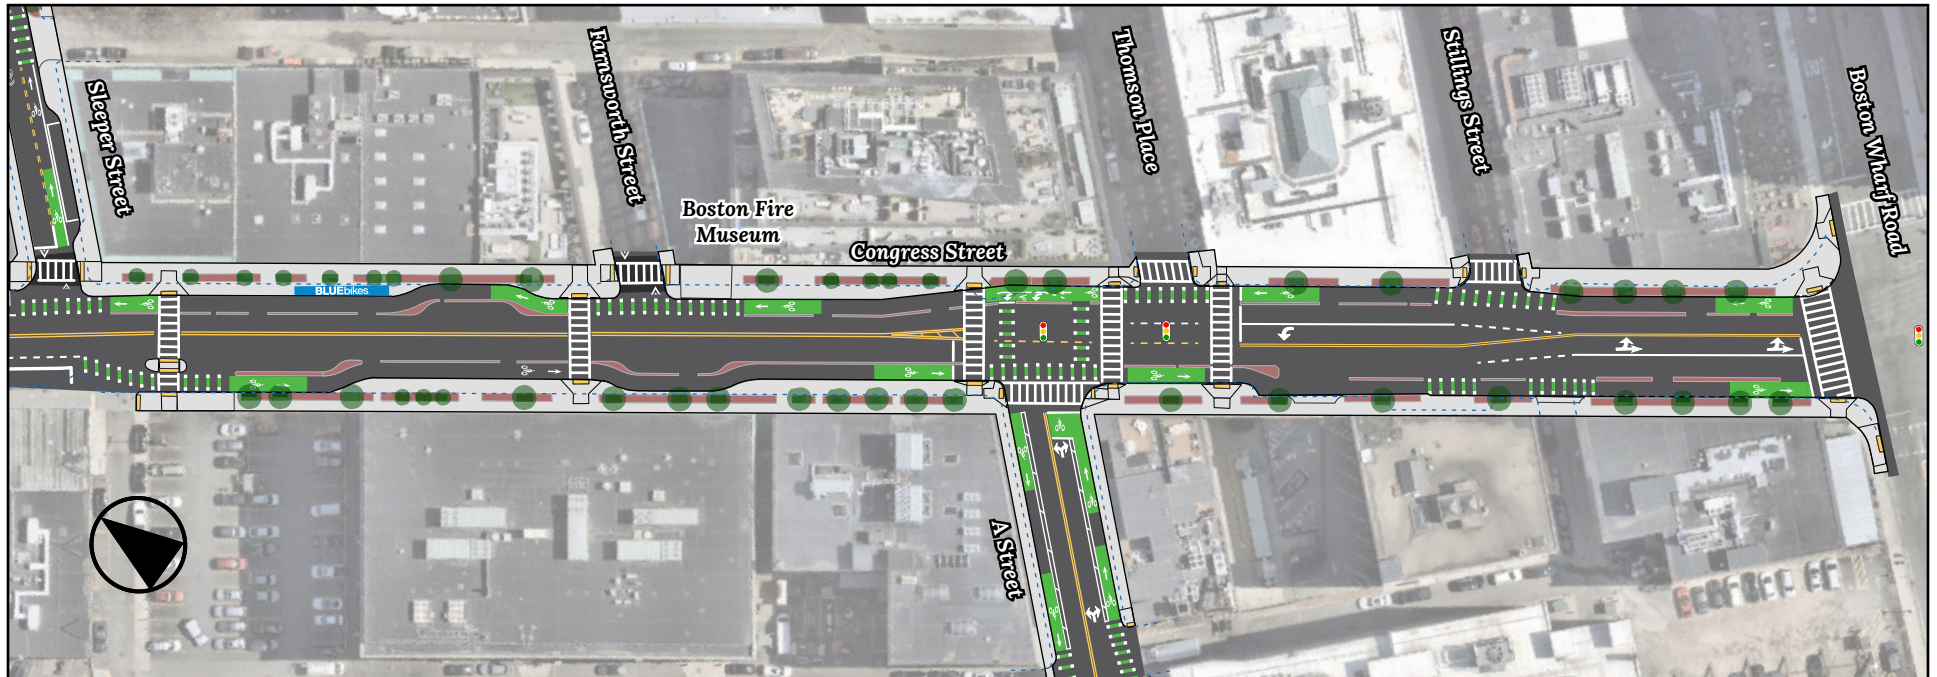 Sleeper Street
Farnsworth Street
Thomson Place
Stillings Street
Boston Wharf Road
Boston Fire
Museum
Congress Street
BLUEbikes
A Street